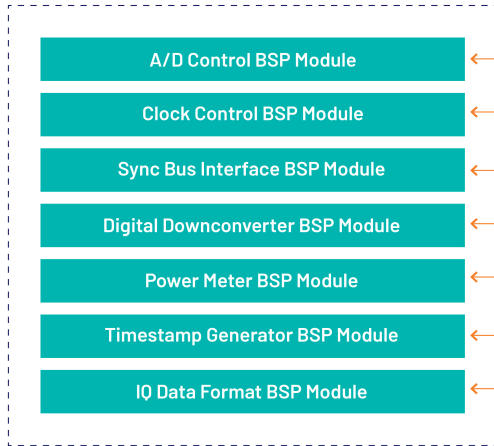 A/D Control BSP Module
Clock Control BSP Module
Sync Bus Interface BSP Module
Digital Downconverter BSP Module
Power Meter BSP Module
Timestamp Generator BSP Module
IQ Data Format BSP Module